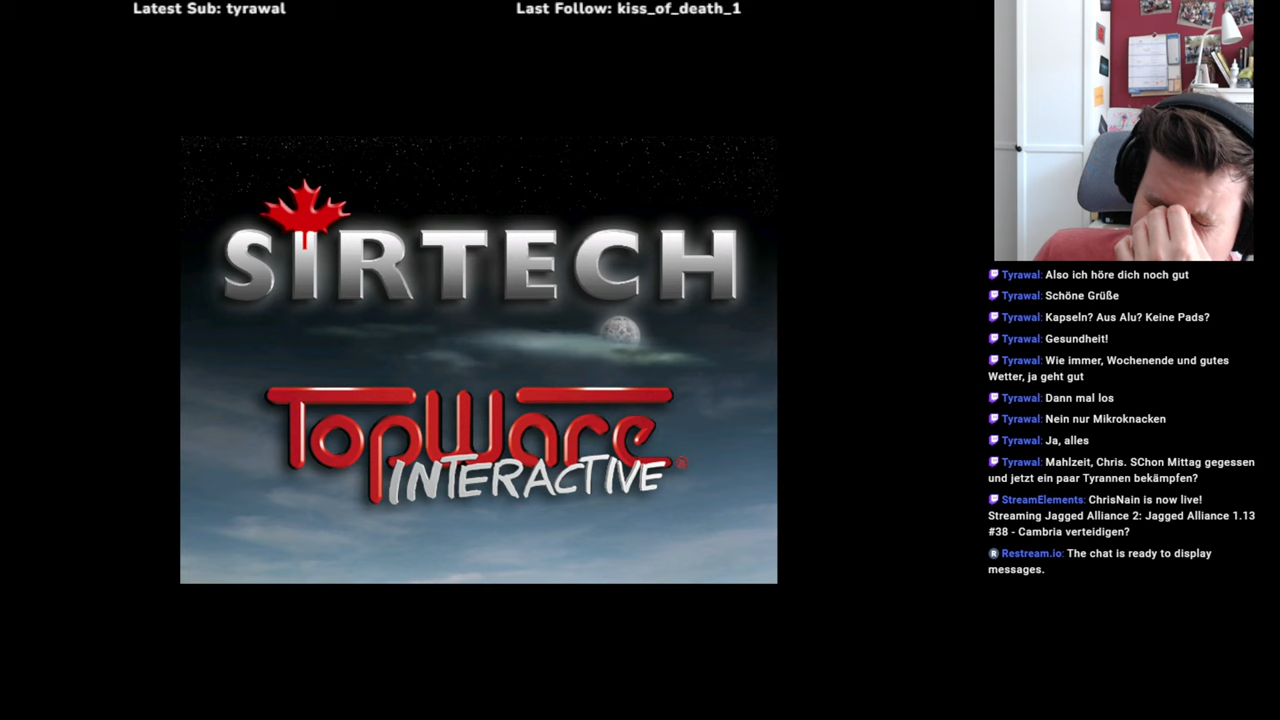 Latest Sub: tyrawal
Last Follow: kiss_of_death_1
SIRTECH
TopWare
INTERACTIVE
Tyrawal: Also ich höre dich noch gut
Tyrawal: Schöne Grüße
Tyrawal: Kapseln? Aus Alu? Keine Pads?
Tyrawal: Gesundheit!
Tyrawal: Wie immer, Wochenende und gutes
Wetter, ja geht gut
Tyrawal: Dann mal los
Tyrawal: Nein nur Mikroknacken
Tyrawal: Ja, alles
Tyrawal: Mahlzeit, Chris. SChon Mittag gegessen
und jetzt ein paar Tyrannen bekämpfen?
StreamElements: ChrisNain is now live!
Streaming Jagged Alliance 2: Jagged Alliance 1.13
#38 - Cambria verteidigen?
Restream.io: The chat is ready to display
messages.